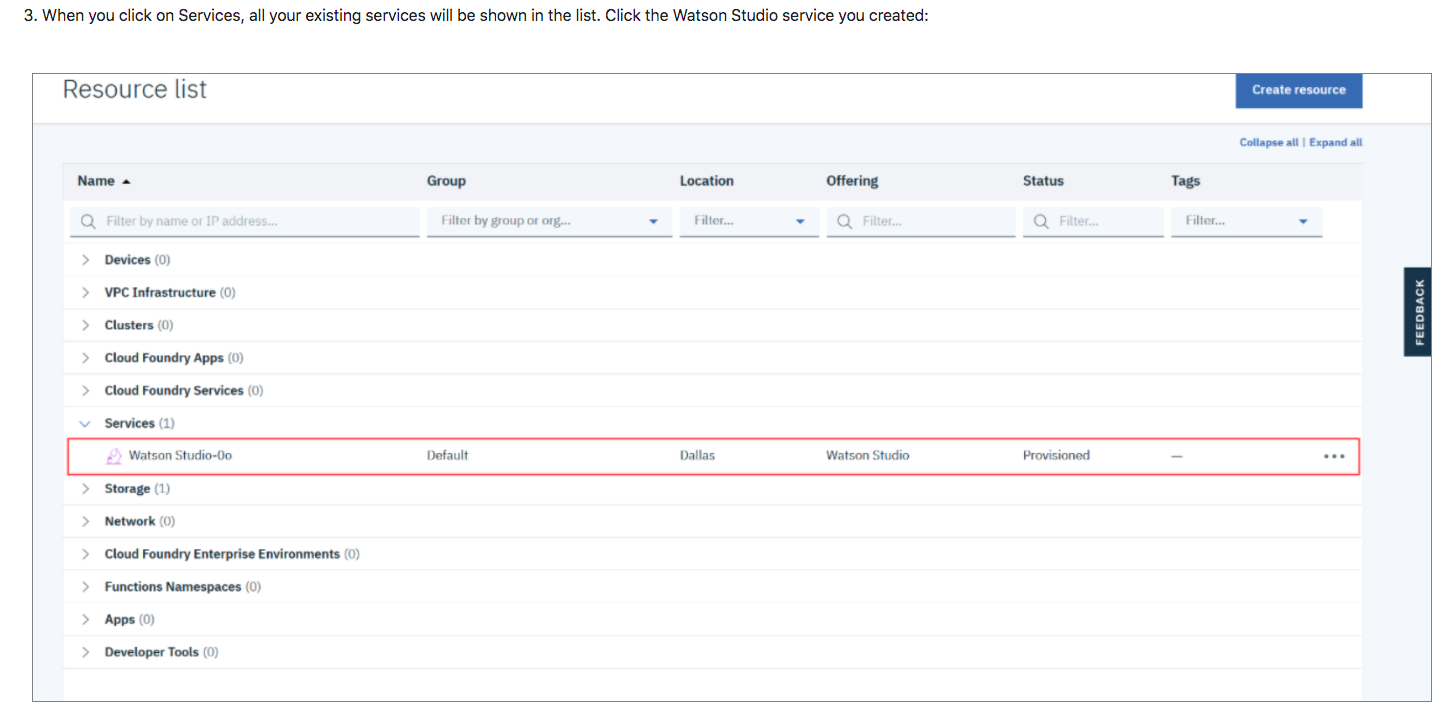 3. When you click on Services, all your existing services will be shown in the list. Click the Watson Studio service you created:
Resource list
Create resource
Collapse all | Expand all
Name Group Location Offering Status Tags
Filter by name or IP address... Filter by group or org... Filter... Filter... Filter... Filter...
Devices (0)
VPC Infrastructure (0)
Clusters (0)
Cloud Foundry Apps (0)
Cloud Foundry Services (0)
Services (1)
Watson Studio-0o Default Dallas Watson Studio Provisioned —
Storage (1)
Network (0)
Cloud Foundry Enterprise Environments (0)
Functions Namespaces (0)
Apps (0)
Developer Tools (0)
FEEDBACK